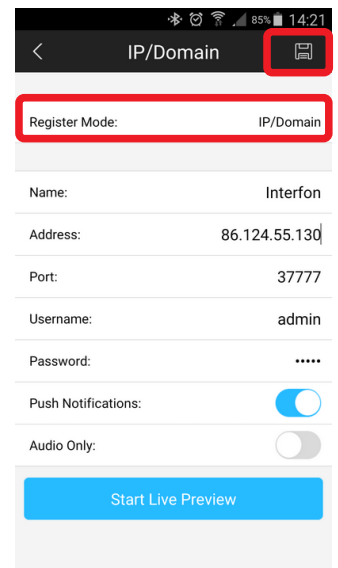 85% 14:21
IP/Domain
Register Mode: IP/Domain
Name: Interfon
Address: 86.124.55.130
Port: 37777
Username: admin
Password: •••••
Push Notifications:
Audio Only:
Start Live Preview